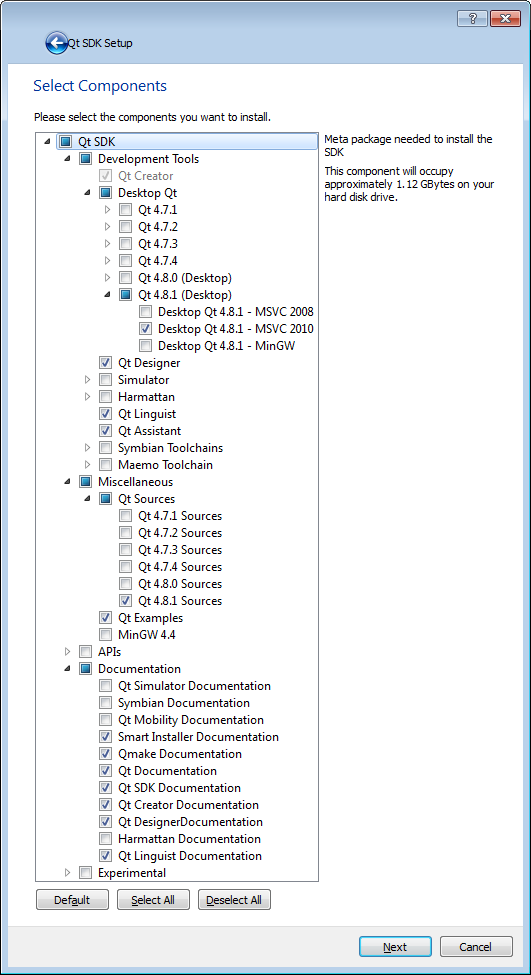 Qt SDK Setup
Select Components
Please select the components you want to install.
Qt SDK
Development Tools
Qt Creator
Desktop Qt
Qt 4.7.1
Qt 4.7.2
Qt 4.7.3
Qt 4.7.4
Qt 4.8.0 (Desktop)
Qt 4.8.1 (Desktop)
Desktop Qt 4.8.1 - MSVC 2008
Desktop Qt 4.8.1 - MSVC 2010
Desktop Qt 4.8.1 - MinGW
Qt Designer
Simulator
Harmattan
Qt Linguist
Qt Assistant
Symbian Toolchains
Maemo Toolchain
Miscellaneous
Qt Sources
Qt 4.7.1 Sources
Qt 4.7.2 Sources
Qt 4.7.3 Sources
Qt 4.7.4 Sources
Qt 4.8.0 Sources
Qt 4.8.1 Sources
Qt Examples
MinGW 4.4
APIs
Documentation
Qt Simulator Documentation
Symbian Documentation
Qt Mobility Documentation
Smart Installer Documentation
Qmake Documentation
Qt Documentation
Qt SDK Documentation
Qt Creator Documentation
Qt DesignerDocumentation
Harmattan Documentation
Qt Linguist Documentation
Experimental
Meta package needed to install the
SDK
This component will occupy
approximately 1.12 GBytes on your
hard disk drive.
Default
Select All
Deselect All
Next
Cancel